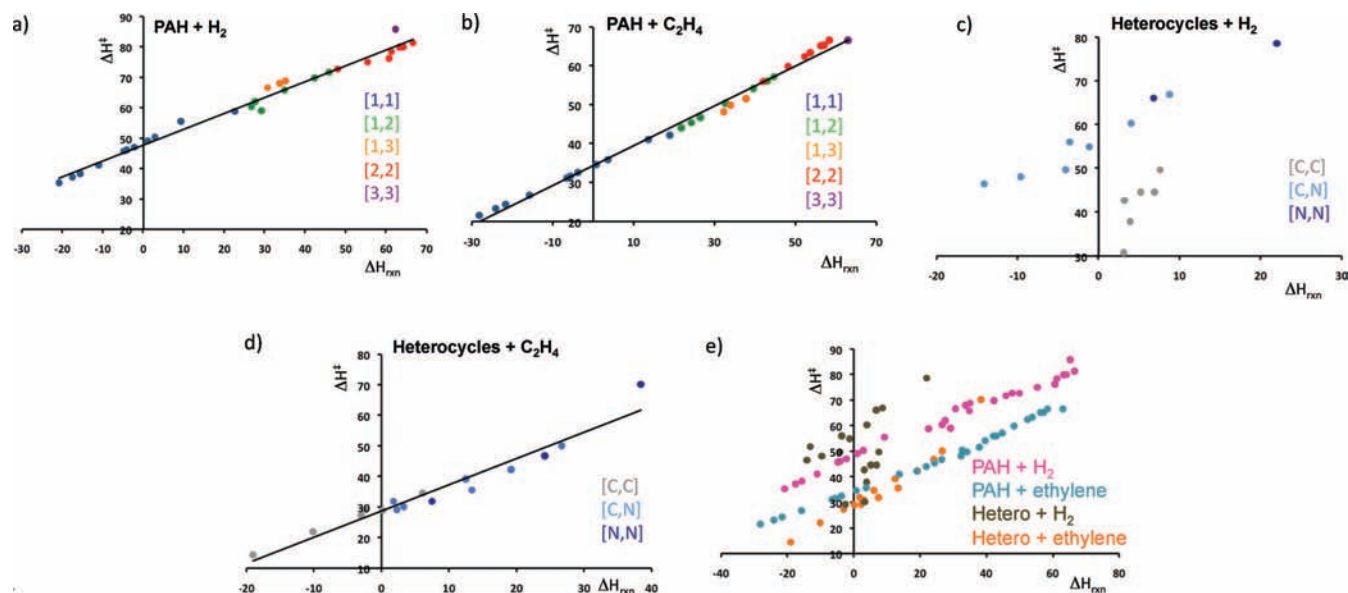 a)
PAH + H₂
ΔH‡
90
80
70
60
50
40
30
20
-30
-20
-10
0
10
20
30
40
50
60
70
ΔHrxn
[1,1]
[1,2]
[1,3]
[2,2]
[3,3]
b)
PAH + C₂H₄
ΔH‡
70
60
50
40
30
20
-30
-10
10
30
50
70
ΔHrxn
[1,1]
[1,2]
[1,3]
[2,2]
[3,3]
c)
Heterocycles + H₂
ΔH‡
80
70
60
50
40
30
-20
-10
0
10
20
30
ΔHrxn
[C,C]
[C,N]
[N,N]
d)
Heterocycles + C₂H₄
ΔH‡
80
70
60
50
40
30
20
10
-20
-10
0
10
20
30
40
ΔHrxn
[C,C]
[C,N]
[N,N]
e)
ΔH‡
90
80
70
60
50
40
30
20
10
-40
-20
0
20
40
60
80
ΔHrxn
PAH + H₂
PAH + ethylene
Hetero + H₂
Hetero + ethylene